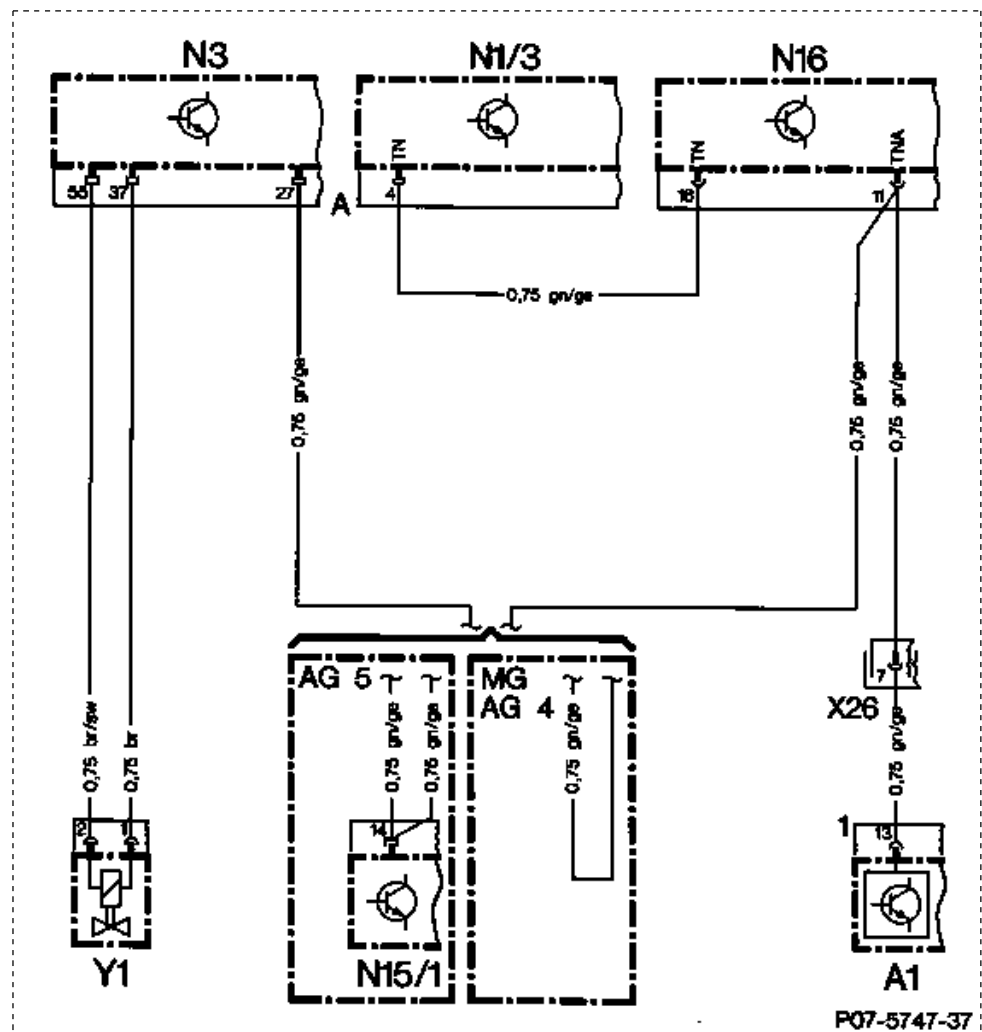 N3 N1/3 N16
TN TN TNA
55 37 27 A 4 16 11
0,75 gn/ge
0,75 gn/ge
0,75 gn/ge
0,75 gn/ge
AG 5
MG
AG 4
7
X26
0,75 br/sw
0,75 br
0,75 gn/ge
0,75 gn/ge
0,75 gn/ge
0,75 gn/ge
2 1
14
1 13
Y1
N15/1
A1
P07-5747-37